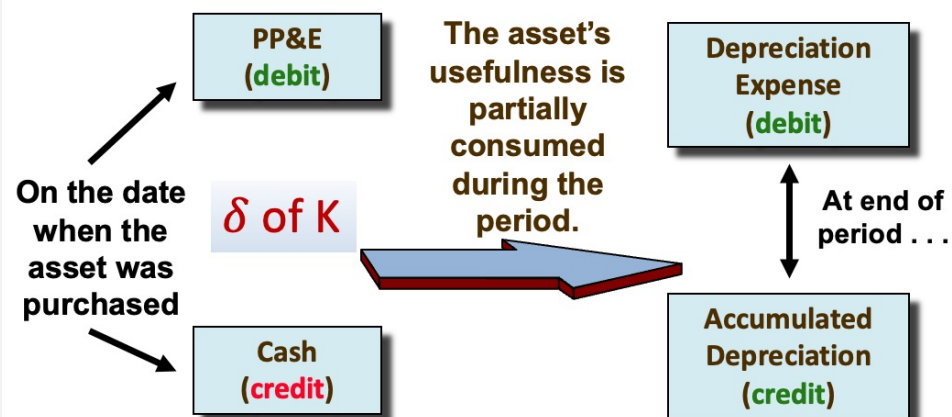 On the date
when the
asset was
purchased
PP&E
(debit)
δ of K
Cash
(credit)
The asset’s
usefulness is
partially
consumed
during the
period.
Depreciation
Expense
(debit)
At end of
period . . .
Accumulated
Depreciation
(credit)